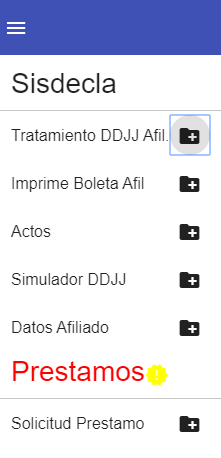 Sisdecla
Tratamiento DDJJ Afil.
Imprime Boleta Afil
Actos
Simulador DDJJ
Datos Afiliado
Prestamos
Solicitud Prestamo